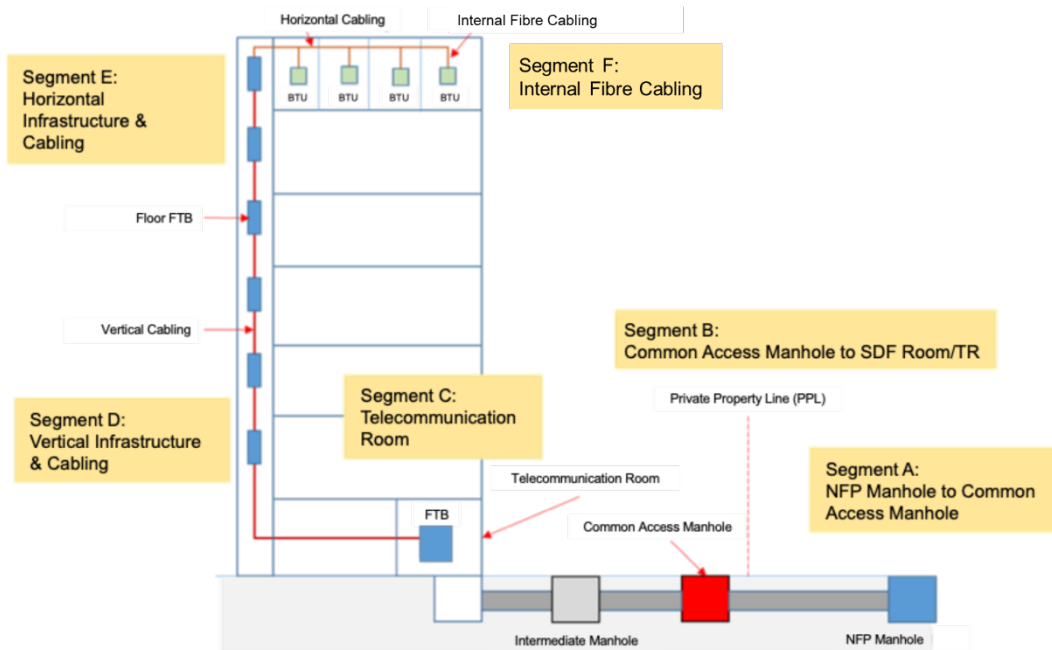 Horizontal Cabling
Internal Fibre Cabling
Segment E:
Horizontal
Infrastructure &
Cabling
Segment F:
Internal Fibre Cabling
BTU
BTU
BTU
BTU
Floor FTB
Vertical Cabling
Segment B:
Common Access Manhole to SDF Room/TR
Segment C:
Telecommunication
Room
Private Property Line (PPL)
Segment D:
Vertical Infrastructure
& Cabling
Segment A:
NFP Manhole to Common
Access Manhole
Telecommunication Room
FTB
Common Access Manhole
Intermediate Manhole
NFP Manhole